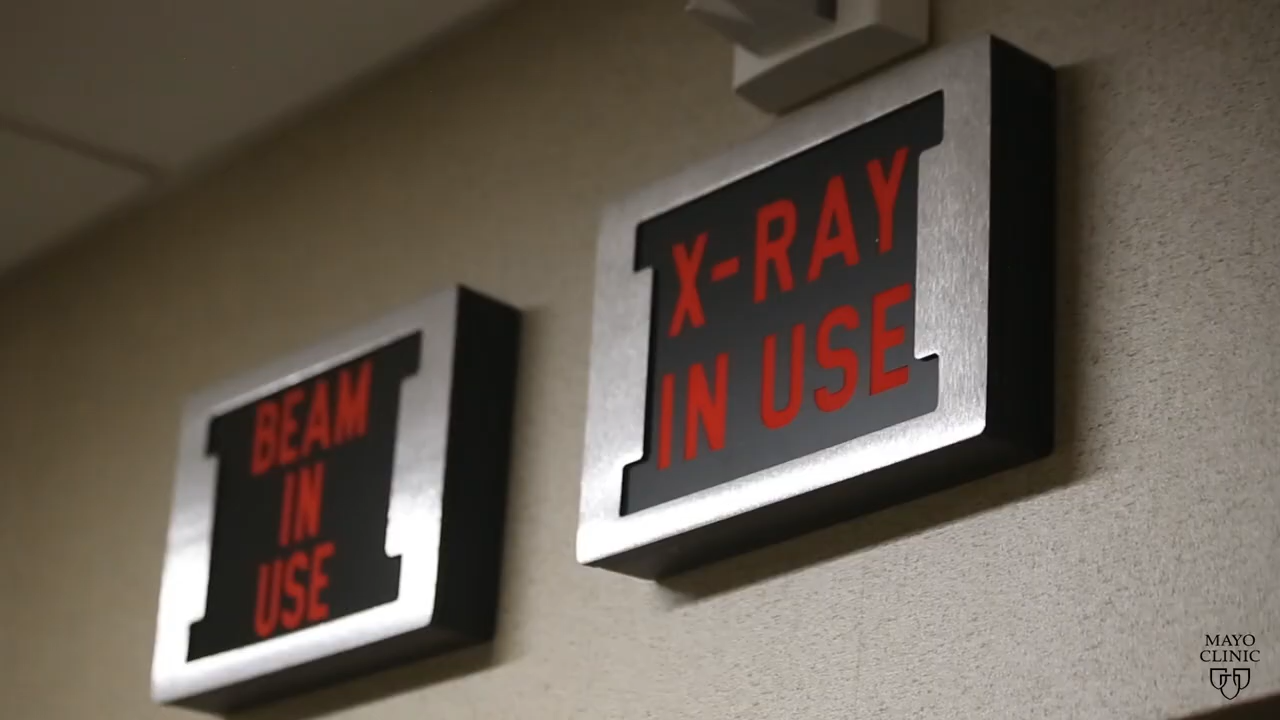 BEAM
IN
USE
X-RAY
IN USE
MAYO
CLINIC